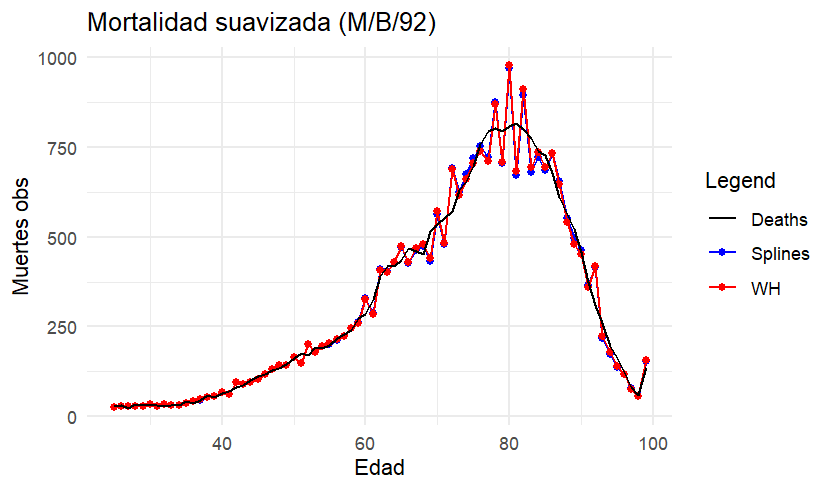 Mortalidad suavizada (M/B/92)
1000
750
500
250
0
Muertes obs
40
60
80
100
Edad
Legend
Deaths
Splines
WH